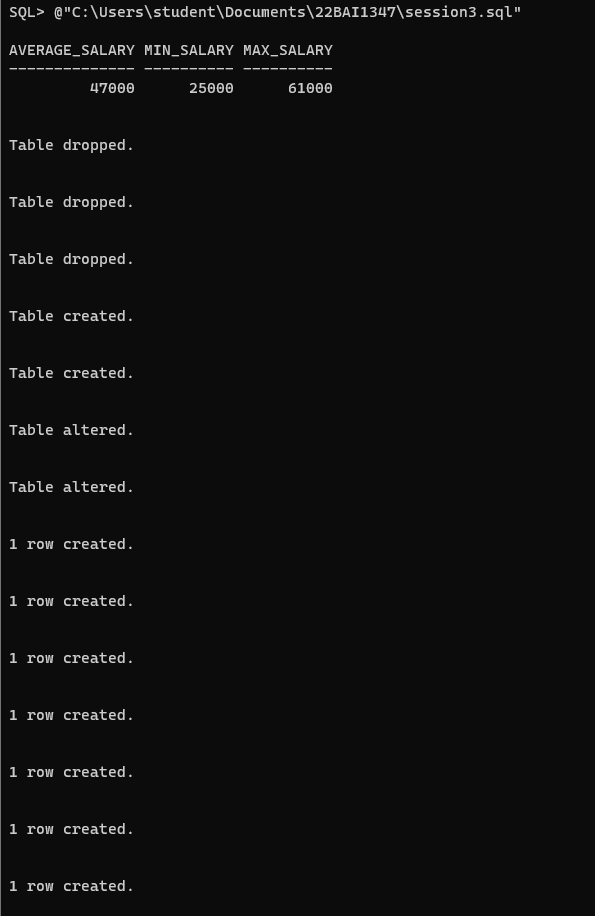 SQL> @"C:\Users\student\Documents\22BAI1347\session3.sql"
AVERAGE_SALARY MIN_SALARY MAX_SALARY
-------------- ---------- ----------
         47000      25000      61000
Table dropped.
Table dropped.
Table dropped.
Table created.
Table created.
Table altered.
Table altered.
1 row created.
1 row created.
1 row created.
1 row created.
1 row created.
1 row created.
1 row created.